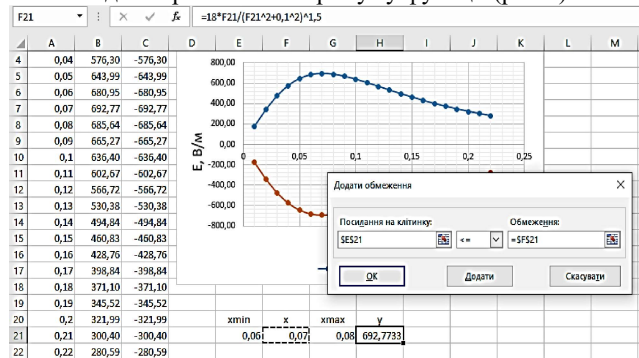 F21 =18*F21/(F21^2+0,1^2)^1,5
A B C D E F G H I J K L M
4 0,04 576,30 -576,30
5 0,05 643,99 -643,99
6 0,06 680,95 -680,95
7 0,07 692,77 -692,77
8 0,08 685,64 -685,64
9 0,09 665,27 -665,27
10 0,1 636,40 -636,40
11 0,11 602,67 -602,67
12 0,12 566,72 -566,72
13 0,13 530,38 -530,38
14 0,14 494,84 -494,84
15 0,15 460,83 -460,83
16 0,16 428,76 -428,76
17 0,17 398,84 -398,84
18 0,18 371,10 -371,10
19 0,19 345,52 -345,52
20 0,2 321,99 -321,99 xmin x xmax y
21 0,21 300,40 -300,40 0,06 0,07 0,08 692,7733
22 0,22 280,59 -280,59
E, В/м
800,00
600,00
400,00
200,00
0,00
-200,00
-400,00
-600,00
-800,00
0 0,05 0,1 0,15 0,2 0,25
Додати обмеження
Посилання на клітинку: Обмеження:
$E$21 <= =$F$21
OK Додати Скасувати